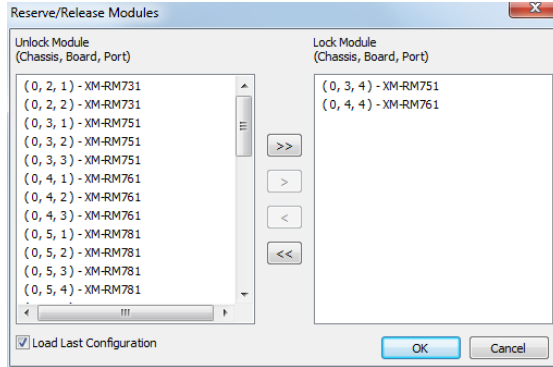 Reserve/Release Modules
Unlock Module
(Chassis, Board, Port)
( 0, 2, 1 ) - XM-RM731
( 0, 2, 2 ) - XM-RM731
( 0, 3, 1 ) - XM-RM751
( 0, 3, 2 ) - XM-RM751
( 0, 3, 3 ) - XM-RM751
( 0, 4, 1 ) - XM-RM761
( 0, 4, 2 ) - XM-RM761
( 0, 4, 3 ) - XM-RM761
( 0, 5, 1 ) - XM-RM781
( 0, 5, 2 ) - XM-RM781
( 0, 5, 3 ) - XM-RM781
( 0, 5, 4 ) - XM-RM781
>>
>
<
<<
Lock Module
(Chassis, Board, Port)
( 0, 3, 4 ) - XM-RM751
( 0, 4, 4 ) - XM-RM761
Load Last Configuration
OK
Cancel